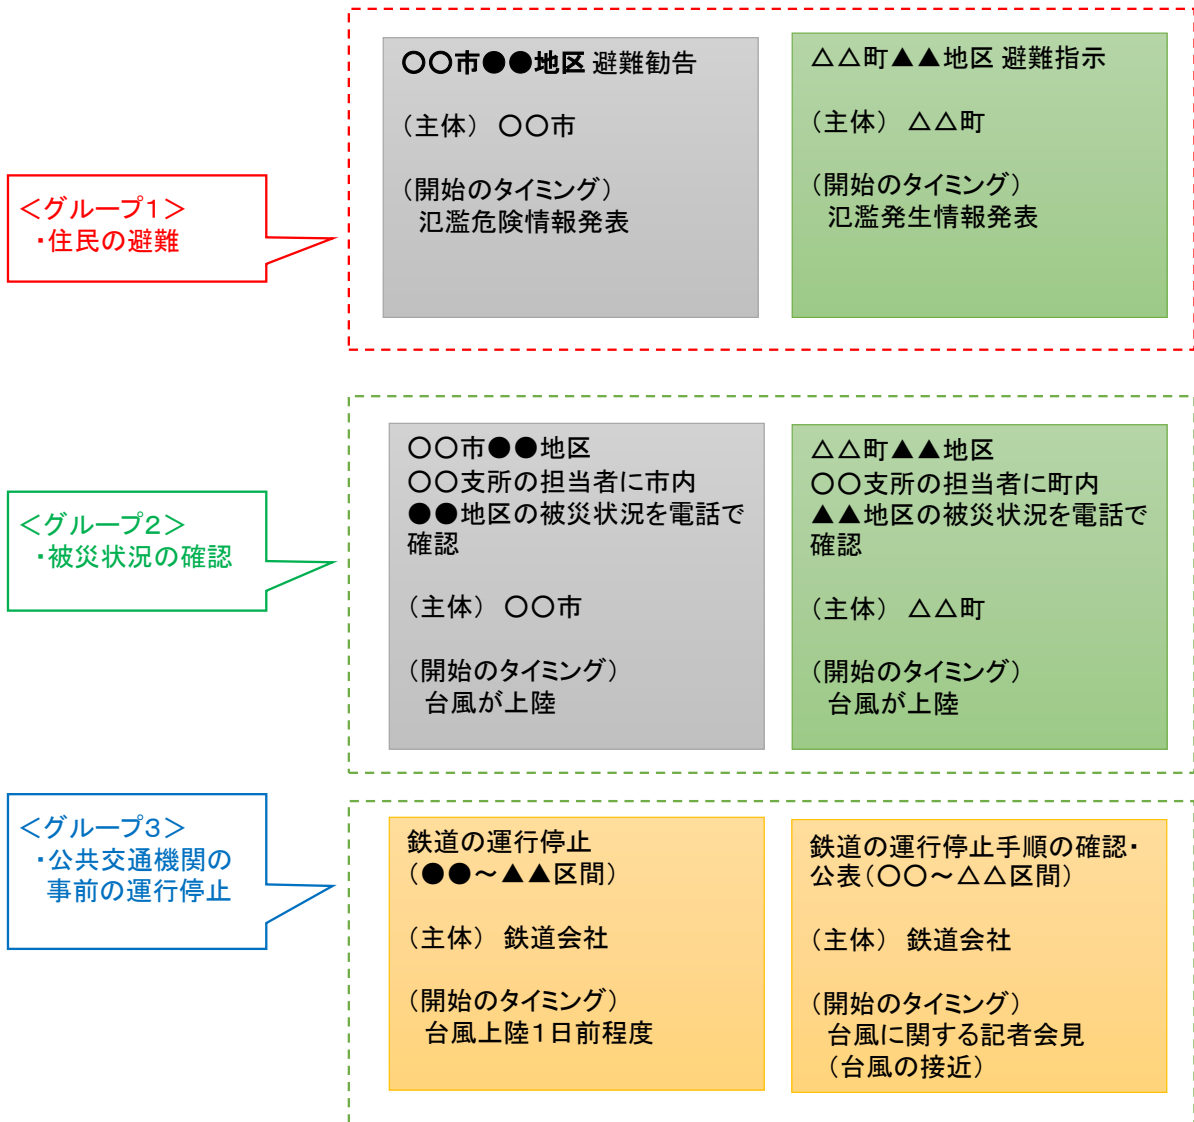 〇〇市●●地区 避難勧告
(主体) 〇〇市
(開始のタイミング)
氾濫危険情報発表
△△町▲▲地区 避難指示
(主体) △△町
(開始のタイミング)
氾濫発生情報発表
<グループ1>
・住民の避難
〇〇市●●地区
〇〇支所の担当者に市内
●●地区の被災状況を電話で
確認
(主体) 〇〇市
(開始のタイミング)
台風が上陸
△△町▲▲地区
〇〇支所の担当者に町内
▲▲地区の被災状況を電話で
確認
(主体) △△町
(開始のタイミング)
台風が上陸
<グループ2>
・被災状況の確認
<グループ3>
・公共交通機関の
事前の運行停止
鉄道の運行停止
(●●~▲▲区間)
(主体) 鉄道会社
(開始のタイミング)
台風上陸1日前程度
鉄道の運行停止手順の確認・
公表(〇〇~△△区間)
(主体) 鉄道会社
(開始のタイミング)
台風に関する記者会見
(台風の接近)